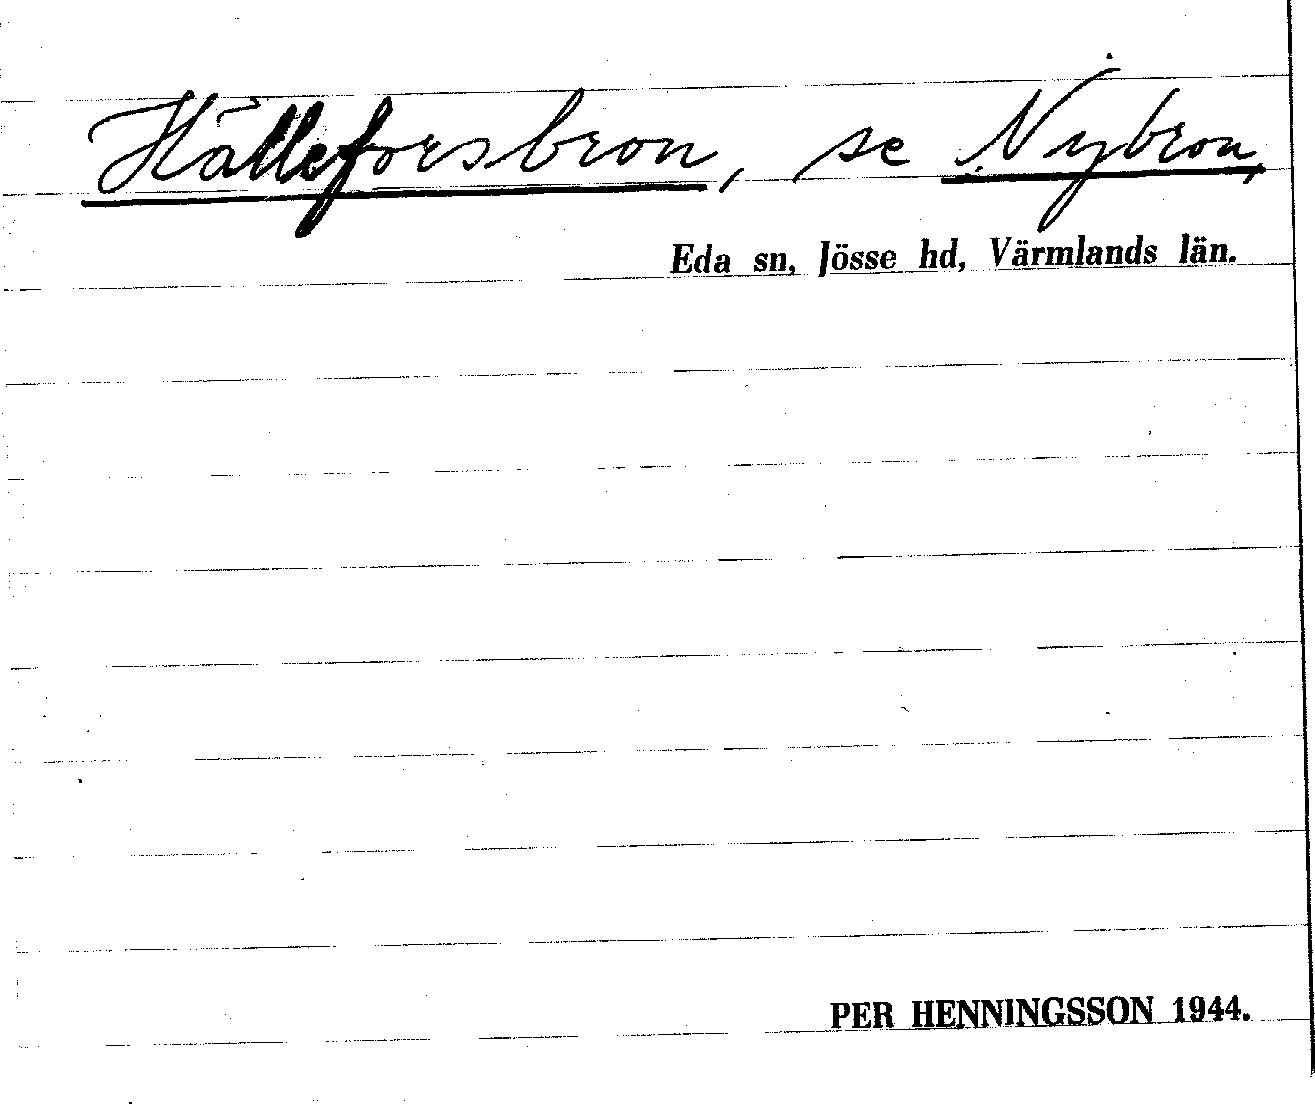 Hälleforsbron, se Nybron,
Eda sn, Jösse hd, Värmlands län.
PER HENNINGSSON 1944.